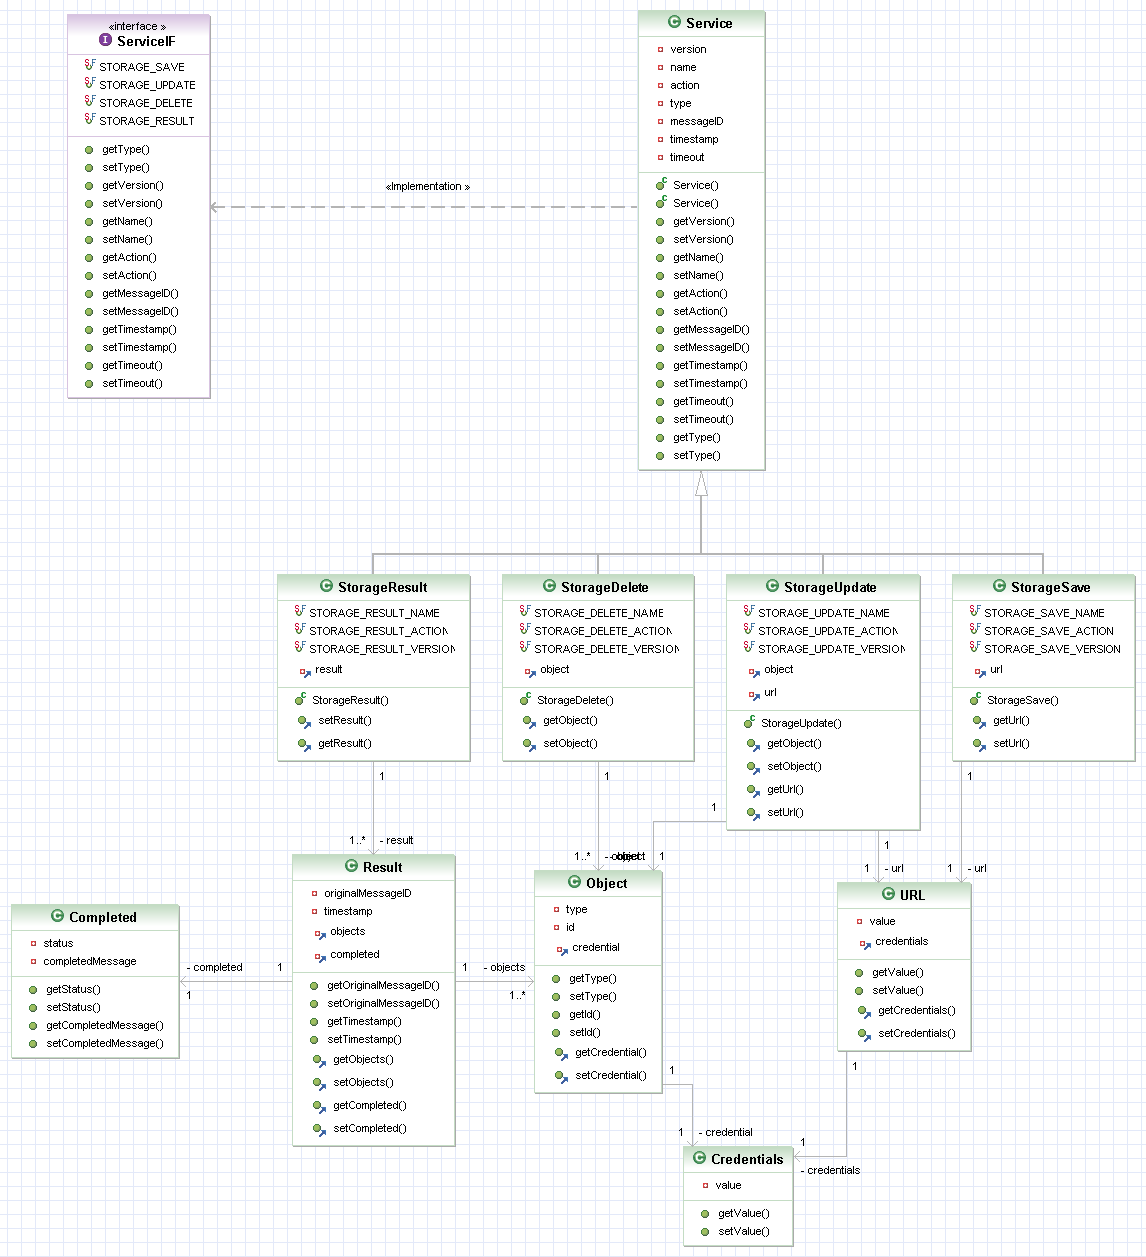 «interface »
ServiceIF
STORAGE_SAVE
STORAGE_UPDATE
STORAGE_DELETE
STORAGE_RESULT
getType()
setType()
getVersion()
setVersion()
getName()
setName()
getAction()
setAction()
getMessageID()
setMessageID()
getTimestamp()
setTimestamp()
getTimeout()
setTimeout()
«Implementation »
Service
version
name
action
type
messageID
timestamp
timeout
Service()
Service()
getVersion()
setVersion()
getName()
setName()
getAction()
setAction()
getMessageID()
setMessageID()
getTimestamp()
setTimestamp()
getTimeout()
setTimeout()
getType()
setType()
StorageResult
STORAGE_RESULT_NAME
STORAGE_RESULT_ACTION
STORAGE_RESULT_VERSION
result
StorageResult()
setResult()
getResult()
1
1..* - result
StorageDelete
STORAGE_DELETE_NAME
STORAGE_DELETE_ACTION
STORAGE_DELETE_VERSION
object
StorageDelete()
getObject()
setObject()
1
1..* - object
1
StorageUpdate
STORAGE_UPDATE_NAME
STORAGE_UPDATE_ACTION
STORAGE_UPDATE_VERSION
object
url
StorageUpdate()
getObject()
setObject()
getUrl()
setUrl()
1
1
1 - url
StorageSave
STORAGE_SAVE_NAME
STORAGE_SAVE_ACTION
STORAGE_SAVE_VERSION
url
StorageSave()
getUrl()
setUrl()
1
1 - url
Completed
status
completedMessage
getStatus()
setStatus()
getCompletedMessage()
setCompletedMessage()
- completed 1
1
Result
originalMessageID
timestamp
objects
completed
getOriginalMessageID()
setOriginalMessageID()
getTimestamp()
setTimestamp()
getObjects()
setObjects()
getCompleted()
setCompleted()
1 - objects
1..*
Object
type
id
credential
getType()
setType()
getId()
setId()
getCredential()
setCredential()
1
1 - credential
URL
value
credentials
getValue()
setValue()
getCredentials()
setCredentials()
1
1
- credentials
Credentials
value
getValue()
setValue()